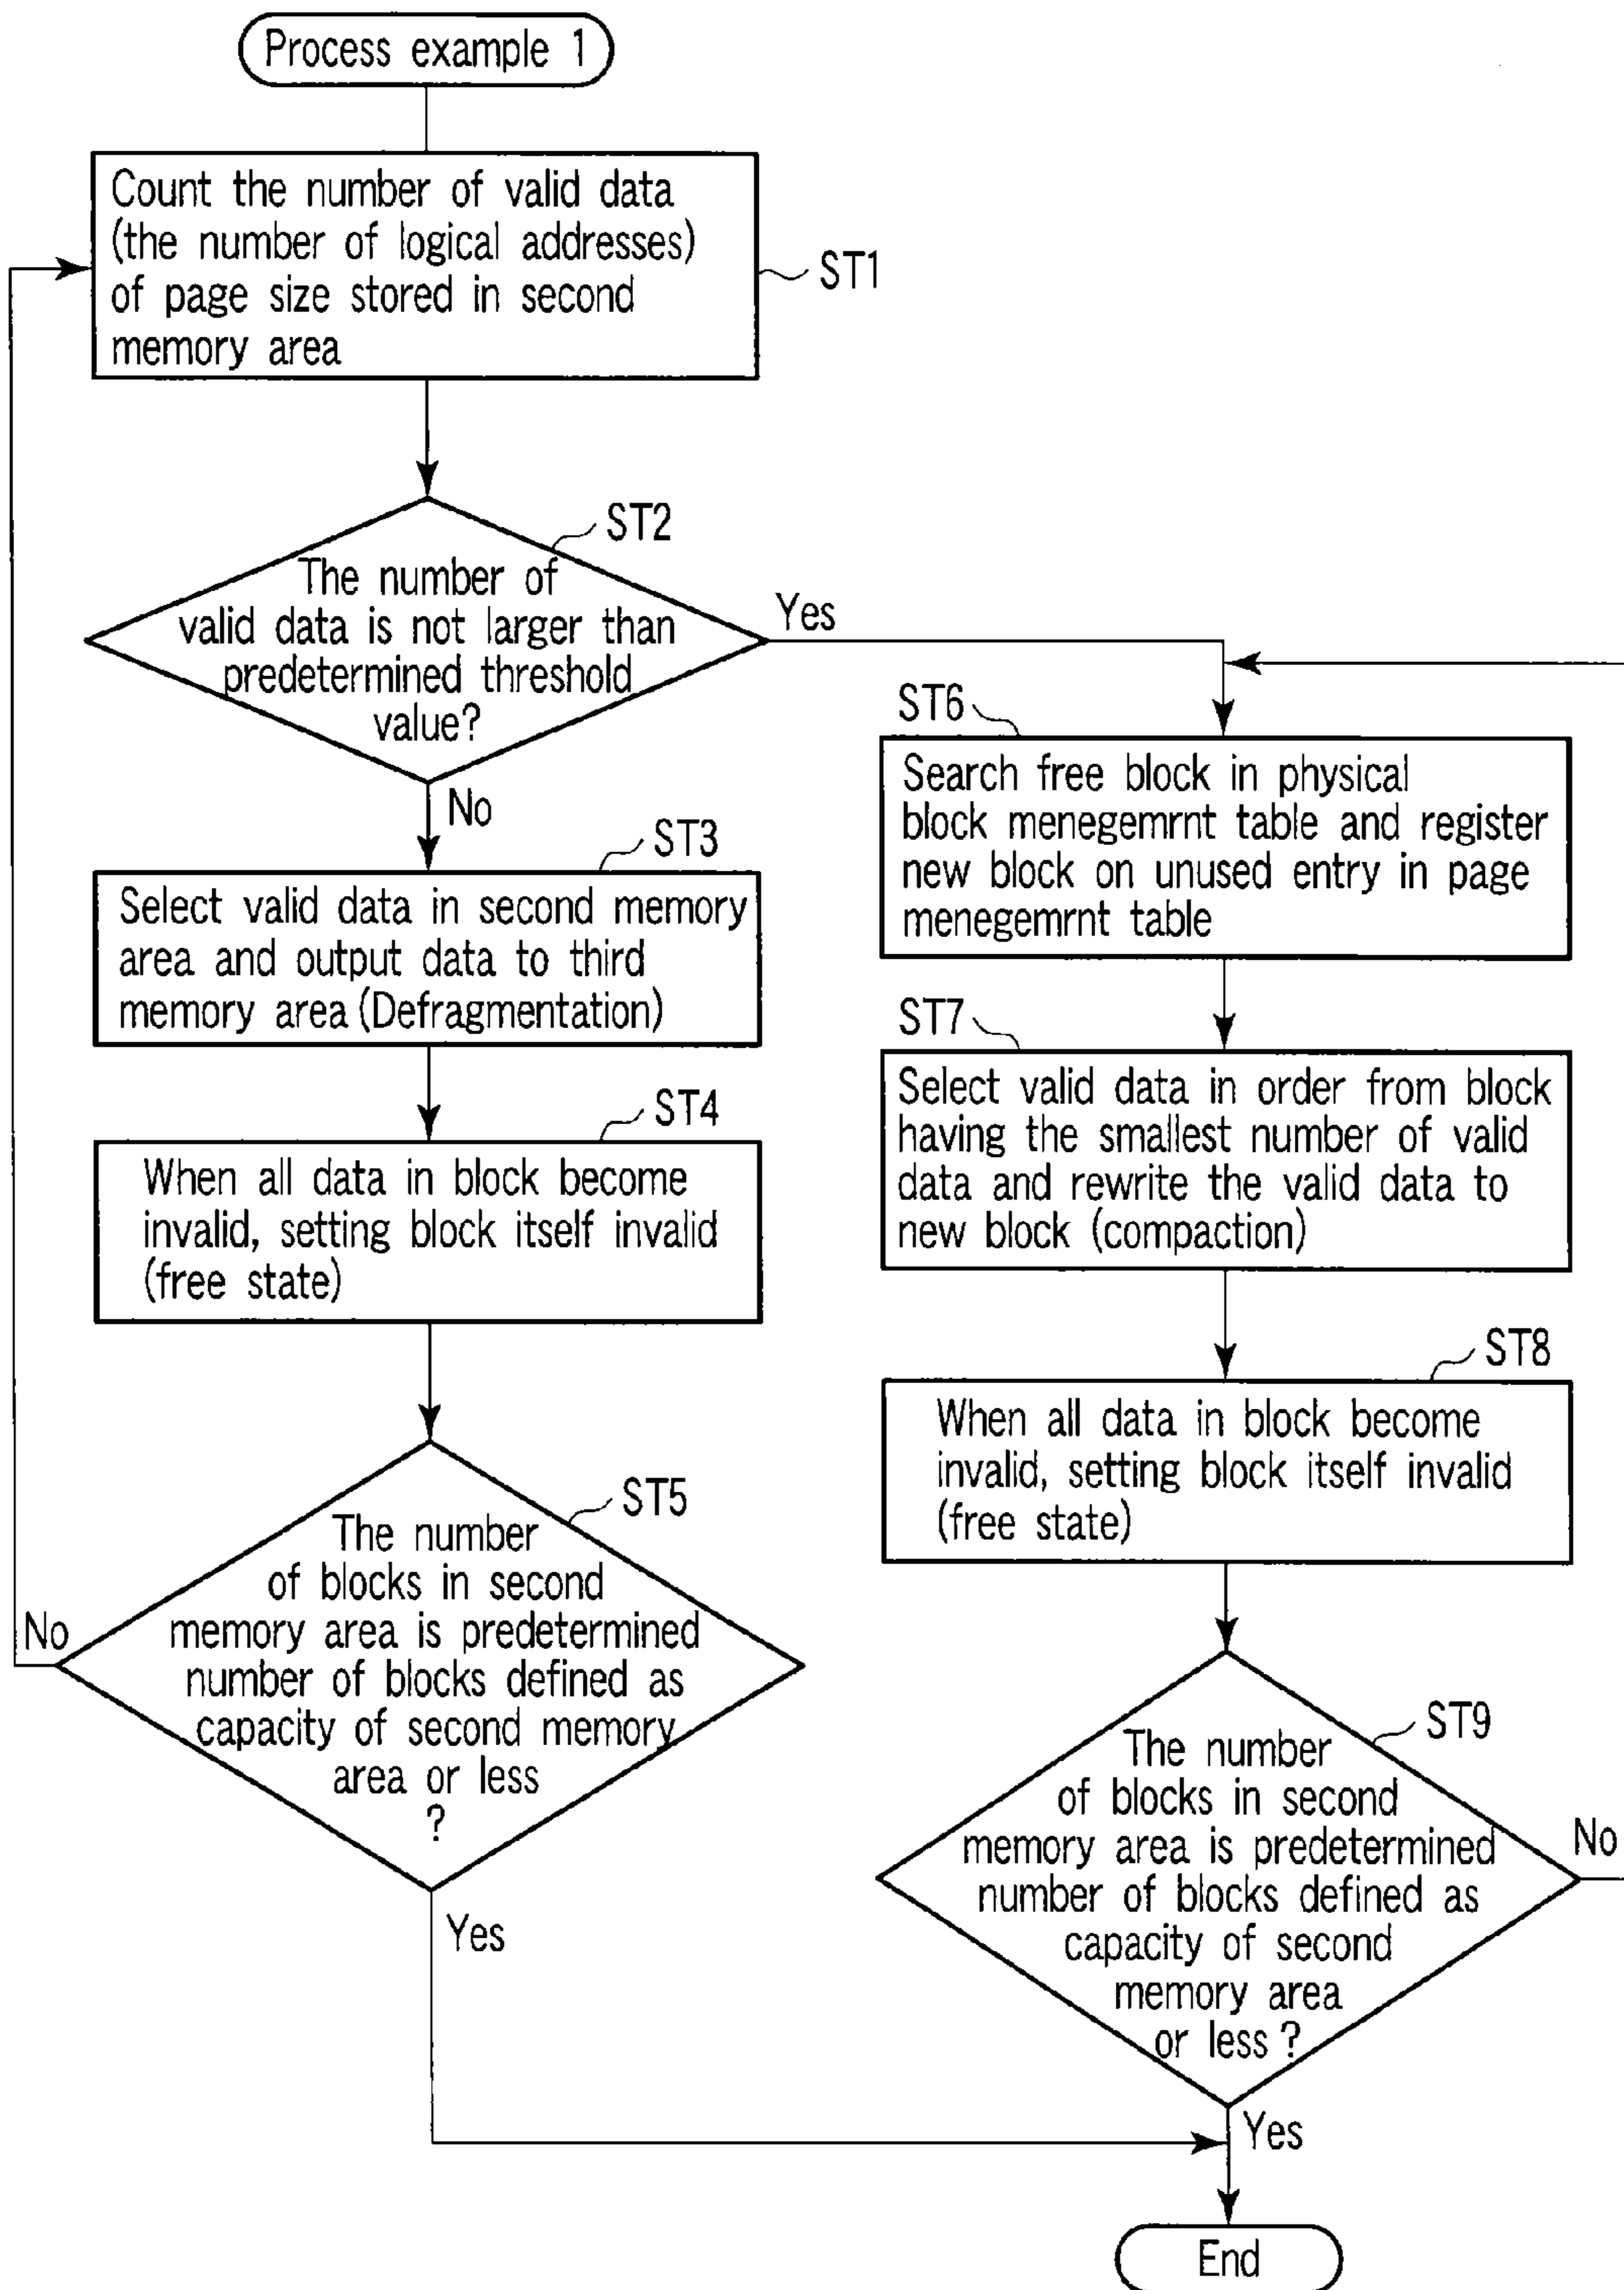 Process example 1
Count the number of valid data
(the number of logical addresses)
of page size stored in second
memory area
ST1
ST2
The number of
valid data is not larger than
predetermined threshold
value?
Yes
No
ST3
Select valid data in second memory
area and output data to third
memory area (Defragmentation)
ST4
When all data in block become
invalid, setting block itself invalid
(free state)
ST5
The number
of blocks in second
memory area is predetermined
number of blocks defined as
capacity of second memory
area or less
?
No
Yes
ST6
Search free block in physical
block menegemrnt table and register
new block on unused entry in page
menegemrnt table
ST7
Select valid data in order from block
having the smallest number of valid
data and rewrite the valid data to
new block (compaction)
ST8
When all data in block become
invalid, setting block itself invalid
(free state)
ST9
The number
of blocks in second
memory area is predetermined
number of blocks defined as
capacity of second
memory area
or less ?
No
Yes
End